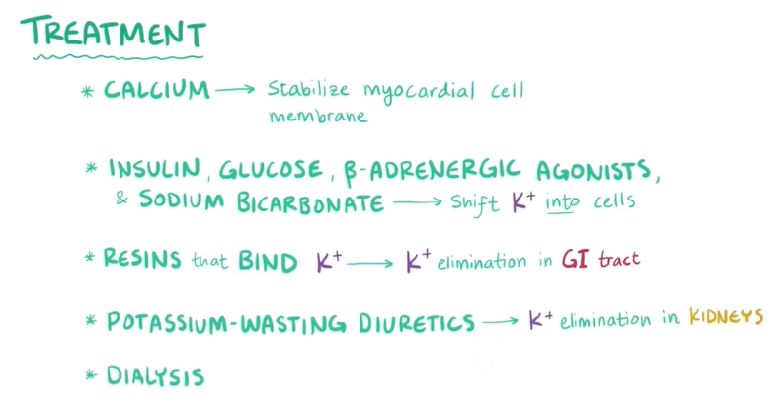 TREATMENT
* CALCIUM → Stabilize myocardial cell
membrane
* INSULIN, GLUCOSE, β-ADRENERGIC AGONISTS,
& SODIUM BICARBONATE → Shift K+ into cells
* RESINS that BIND K+ → K+ elimination in GI tract
* POTASSIUM-WASTING DIURETICS → K+ elimination in KIDNEYS
* DIALYSIS